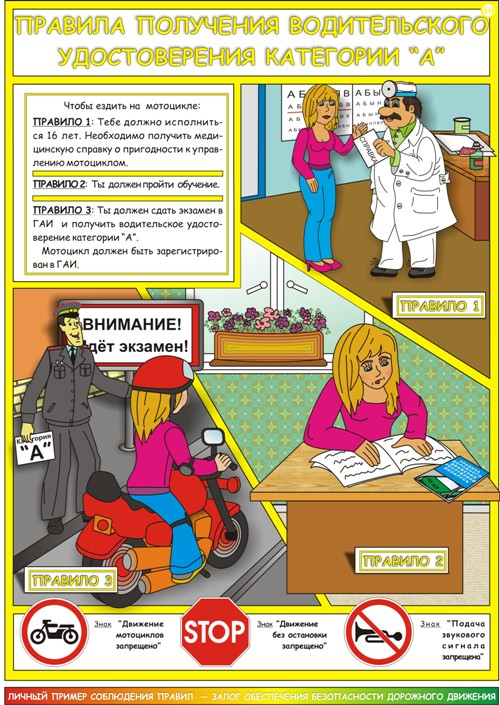 ПРАВИЛА ПОЛУЧЕНИЯ ВОДИТЕЛЬСКОГО
УДОСТОВЕРЕНИЯ КАТЕГОРИИ "А"
Чтобы ездить на мотоцикле:
ПРАВИЛО 1: Тебе должно исполнить-
ся 16 лет. Необходимо получить меди-
цинскую справку о пригодности к управ-
лению мотоциклом.
ПРАВИЛО 2: Ты должен пройти обучение.
ПРАВИЛО 3: Ты должен сдать экзамен в
ГАИ и получить водительское удосто-
верение категории "А".
Мотоцикл должен быть зарегистриро-
ван в ГАИ.
СПРАВКА
ПРАВИЛО 1
ВНИМАНИЕ!
дёт экзамен!
Категория
"А"
ПРАВИЛО 3
ПРАВИЛО 2
Знак "Движение
мотоциклов
запрещено"
STOP
Знак "Движение
без остановки
запрещено"
Знак "Подача
звукового
сигнала
запрещена"
ЛИЧНЫЙ ПРИМЕР СОБЛЮДЕНИЯ ПРАВИЛ — ЗАЛОГ ОБЕСПЕЧЕНИЯ БЕЗОПАСНОСТИ ДОРОЖНОГО ДВИЖЕНИЯ